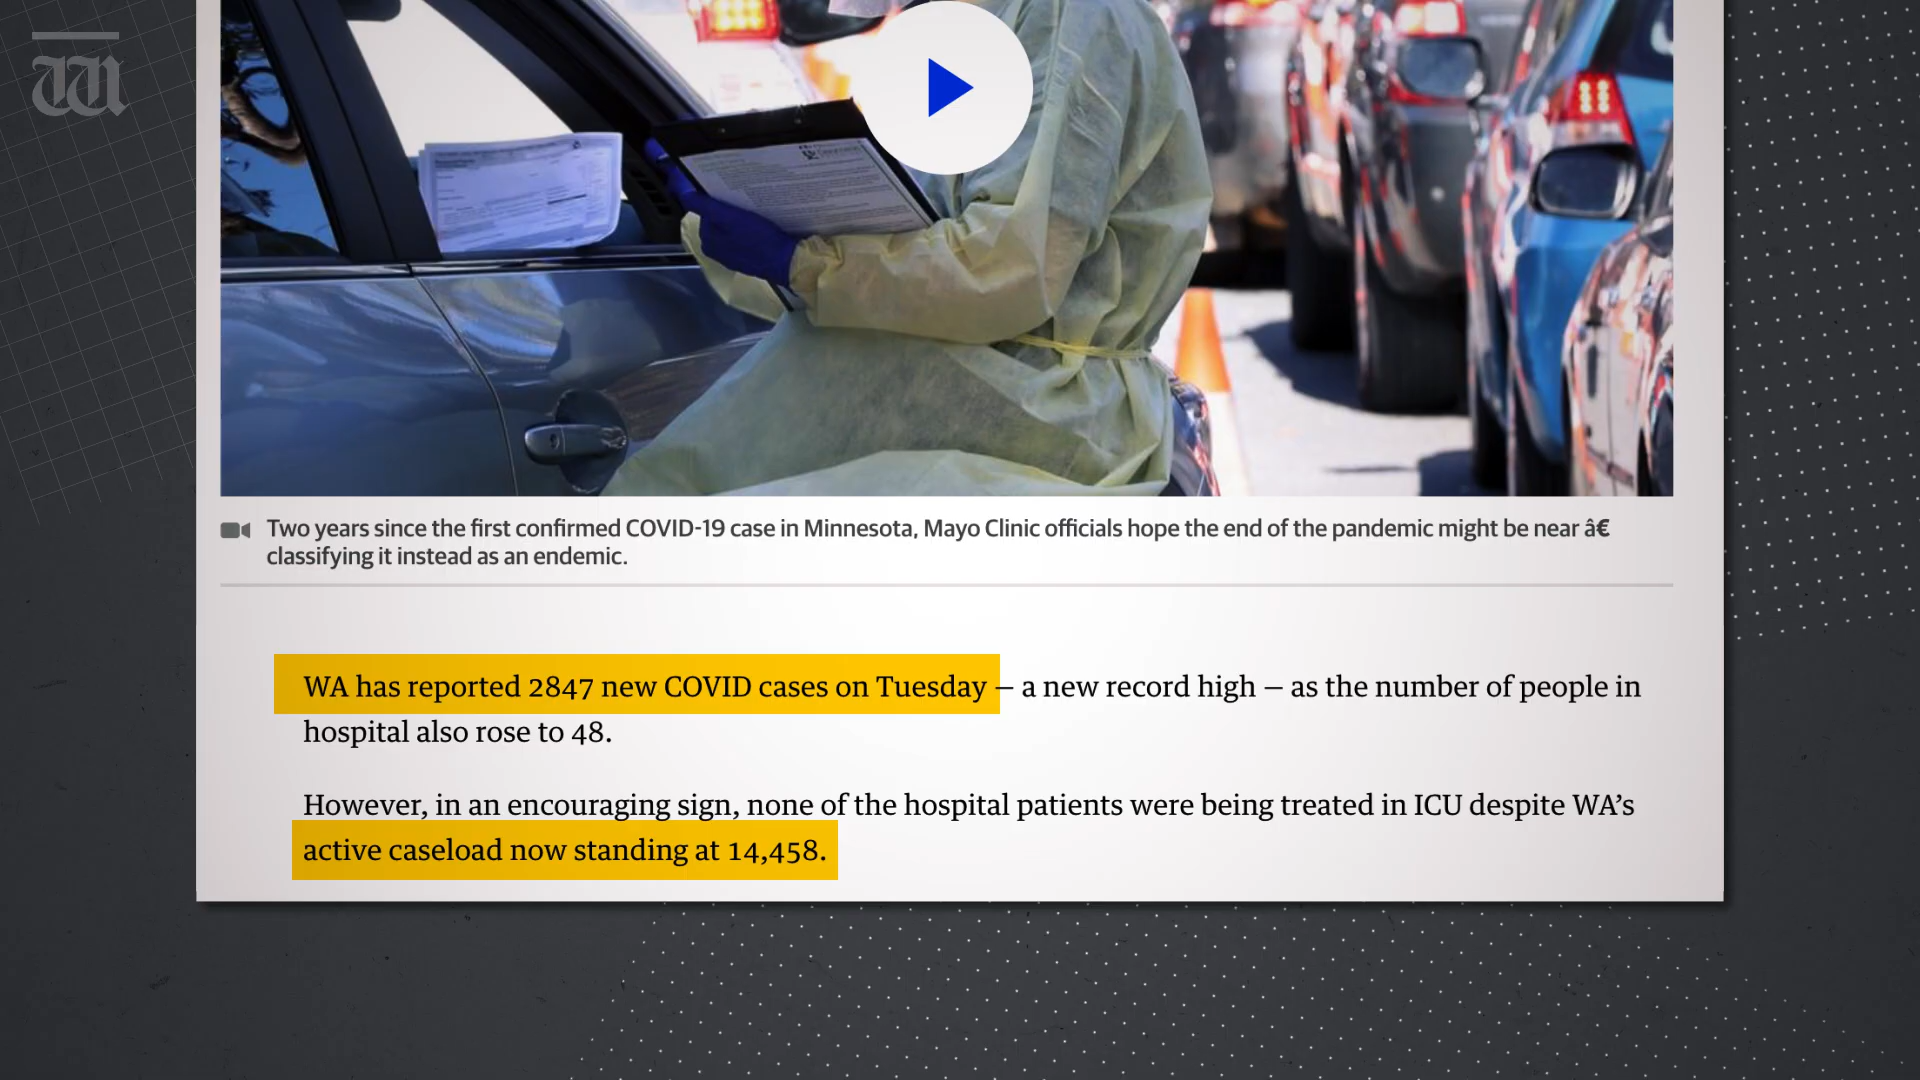 W
Two years since the first confirmed COVID-19 case in Minnesota, Mayo Clinic officials hope the end of the pandemic might be near â€
classifying it instead as an endemic.
WA has reported 2847 new COVID cases on Tuesday – a new record high – as the number of people in
hospital also rose to 48.
However, in an encouraging sign, none of the hospital patients were being treated in ICU despite WA’s
active caseload now standing at 14,458.